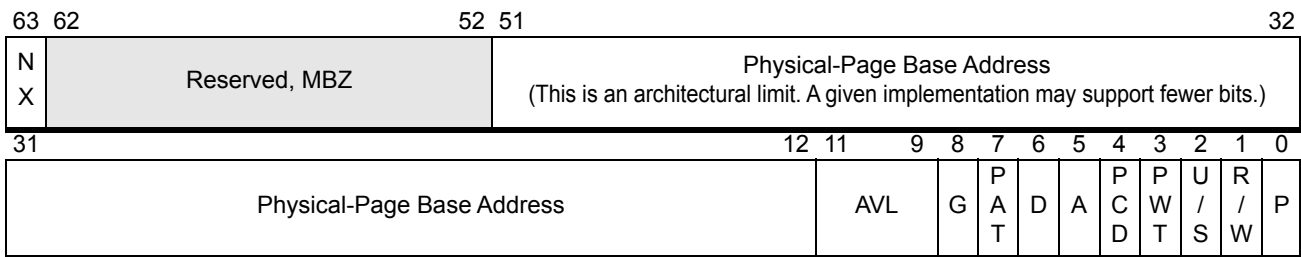 63 62 52 51 32
N
X
Reserved, MBZ
Physical-Page Base Address
(This is an architectural limit. A given implementation may support fewer bits.)
31 12 11 9 8 7 6 5 4 3 2 1 0
Physical-Page Base Address
AVL
G
P
A
T
D
A
P
C
D
P
W
T
U
/
S
R
/
W
P